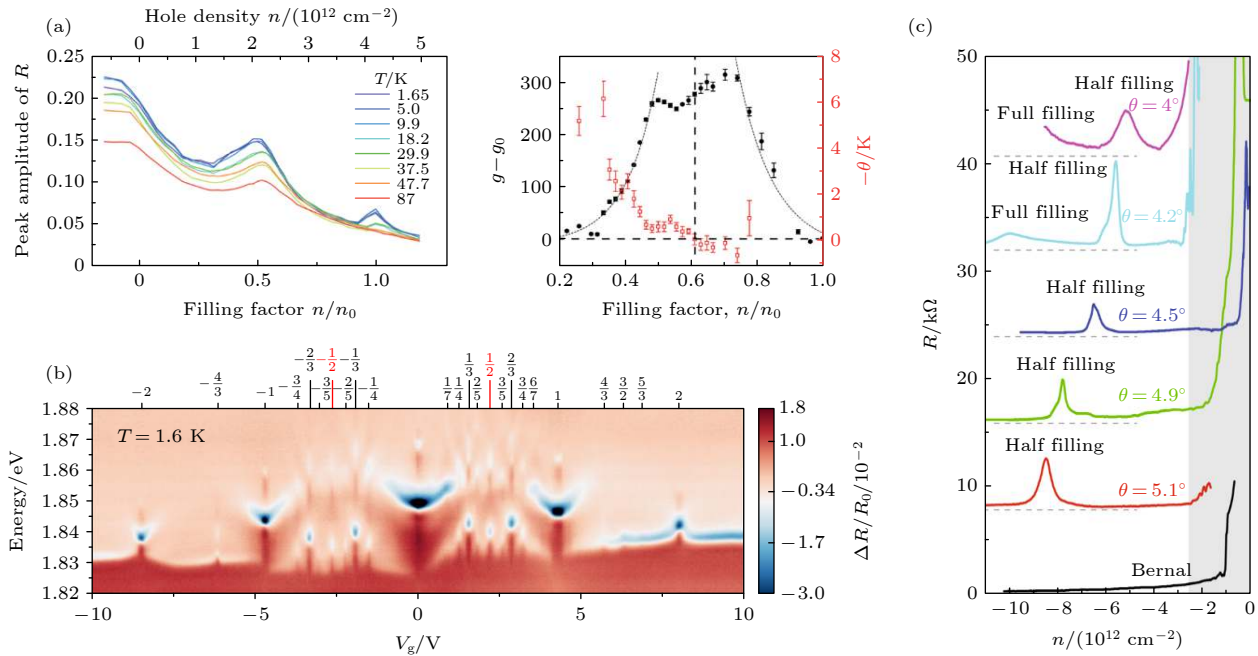 (a)
Hole density n/(10¹² cm⁻²)
0 1 2 3 4 5
0.25
0.20
0.15
0.10
0.05
0
Peak amplitude of R
T/K
1.65
5.0
9.9
18.2
29.9
37.5
47.7
87
0 0.5 1.0
Filling factor n/n₀
300
200
100
0
g−g₀
8
6
4
2
0
−2
−θ/K
0.2 0.4 0.6 0.8 1.0
Filling factor, n/n₀
(b)
−2 −4/3 −1 −3/4 −2/3 −3/5 −1/2 −2/5 −1/3 −1/4 1/7 1/4 1/3 2/5 1/2 3/5 2/3 3/4 6/7 1 4/3 3/2 5/3 2
1.88
1.87
1.86
1.85
1.84
1.83
1.82
Energy/eV
T = 1.6 K
−10 −5 0 5 10
V_g/V
1.8
1.0
−0.34
−1.7
−3.0
ΔR/R₀/10⁻²
(c)
50
40
30
20
10
0
R/kΩ
Half filling
Full filling
θ = 4°
Half filling
Full filling
θ = 4.2°
Half filling
θ = 4.5°
Half filling
θ = 4.9°
Half filling
θ = 5.1°
Bernal
−10 −8 −6 −4 −2 0
n/(10¹² cm⁻²)